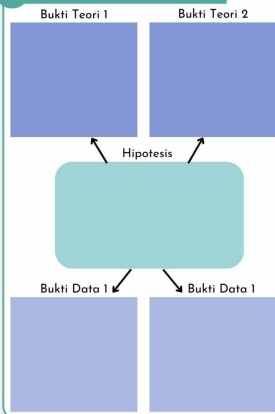 Bukti Teori 1
Bukti Teori 2
Hipotesis
Bukti Data 1
Bukti Data 1